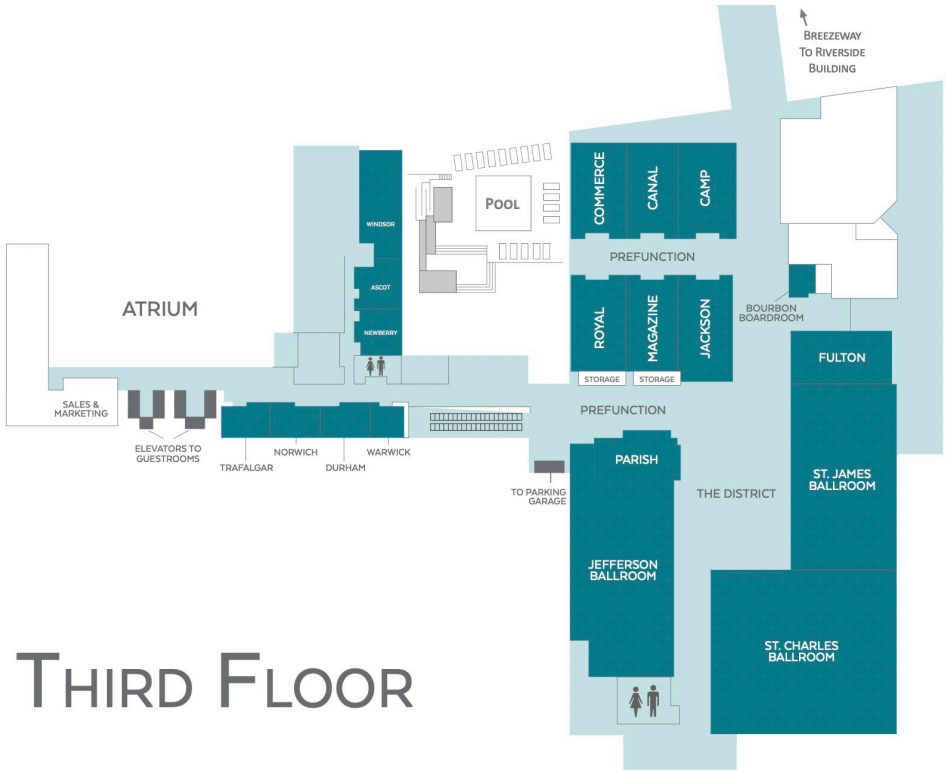 BREEZEWAY
TO RIVERSIDE
BUILDING
COMMERCE
CANAL
CAMP
POOL
WINDSOR
PREFUNCTION
ASCOT
ATRIUM
ROYAL
MAGAZINE
JACKSON
BOURBON
BOARDROOM
NEWBERRY
FULTON
STORAGE
STORAGE
SALES &
MARKETING
PREFUNCTION
ELEVATORS TO
GUESTROOMS
TRAFALGAR
NORWICH
DURHAM
WARWICK
PARISH
ST. JAMES
BALLROOM
TO PARKING
GARAGE
THE DISTRICT
JEFFERSON
BALLROOM
ST. CHARLES
BALLROOM
THIRD FLOOR